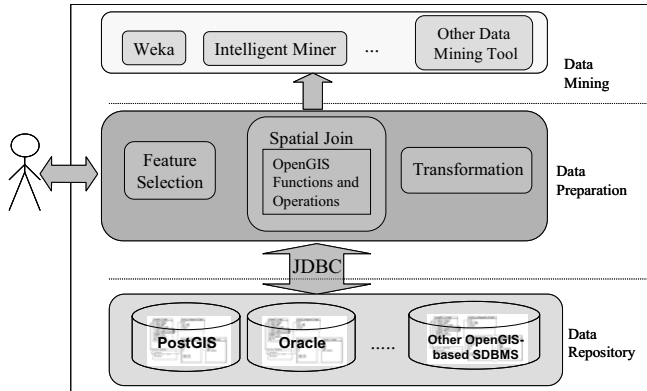 Weka
Intelligent Miner
...
Other Data
Mining Tool
Data
Mining
Feature
Selection
Spatial Join
OpenGIS
Functions and
Operations
Transformation
Data
Preparation
JDBC
PostGIS
Oracle
.....
Other OpenGIS-
based SDBMS
Data
Repository